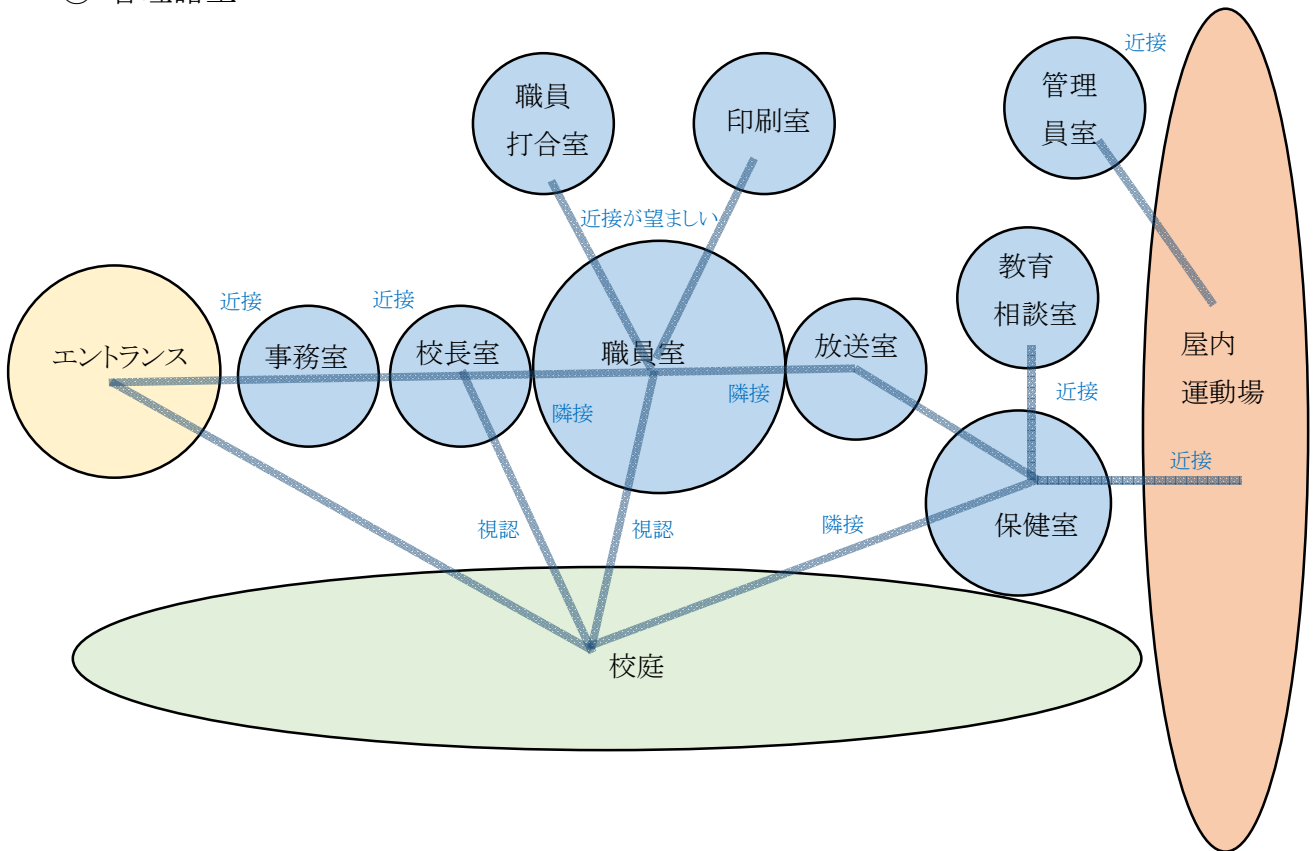 近接
職員
打合室
印刷室
管理
員室
近接が望ましい
教育
相談室
近接
近接
エントランス
事務室
校長室
職員室
放送室
屋内
運動場
隣接
隣接
近接
近接
視認
視認
隣接
保健室
校庭